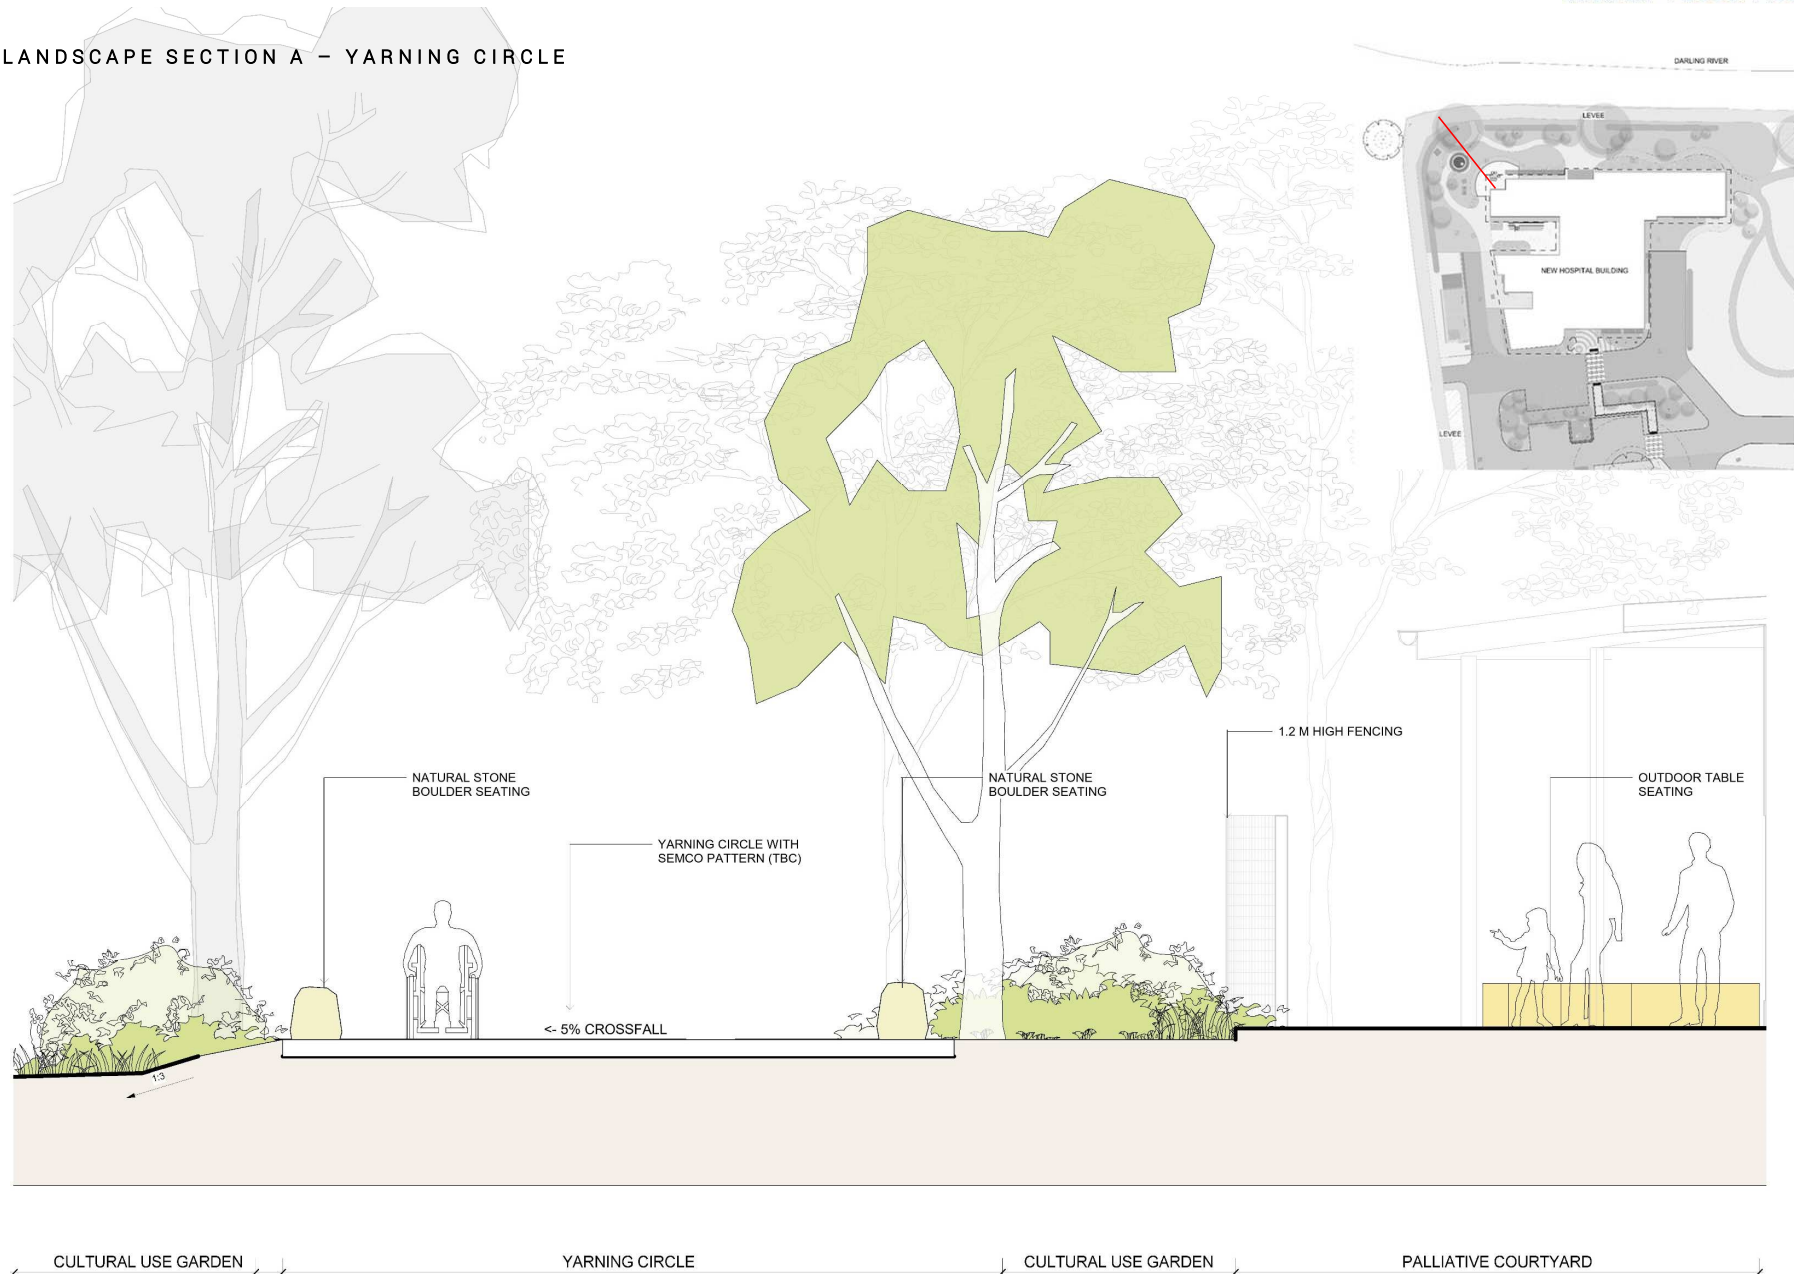 LANDSCAPE SECTION A – YARNING CIRCLE
DARLING RIVER
LEVEE
NEW HOSPITAL BUILDING
LEVEE
1.2 M HIGH FENCING
NATURAL STONE
BOULDER SEATING
NATURAL STONE
BOULDER SEATING
OUTDOOR TABLE
SEATING
YARNING CIRCLE WITH
SEMCO PATTERN (TBC)
<- 5% CROSSFALL
1:3
CULTURAL USE GARDEN
YARNING CIRCLE
CULTURAL USE GARDEN
PALLIATIVE COURTYARD